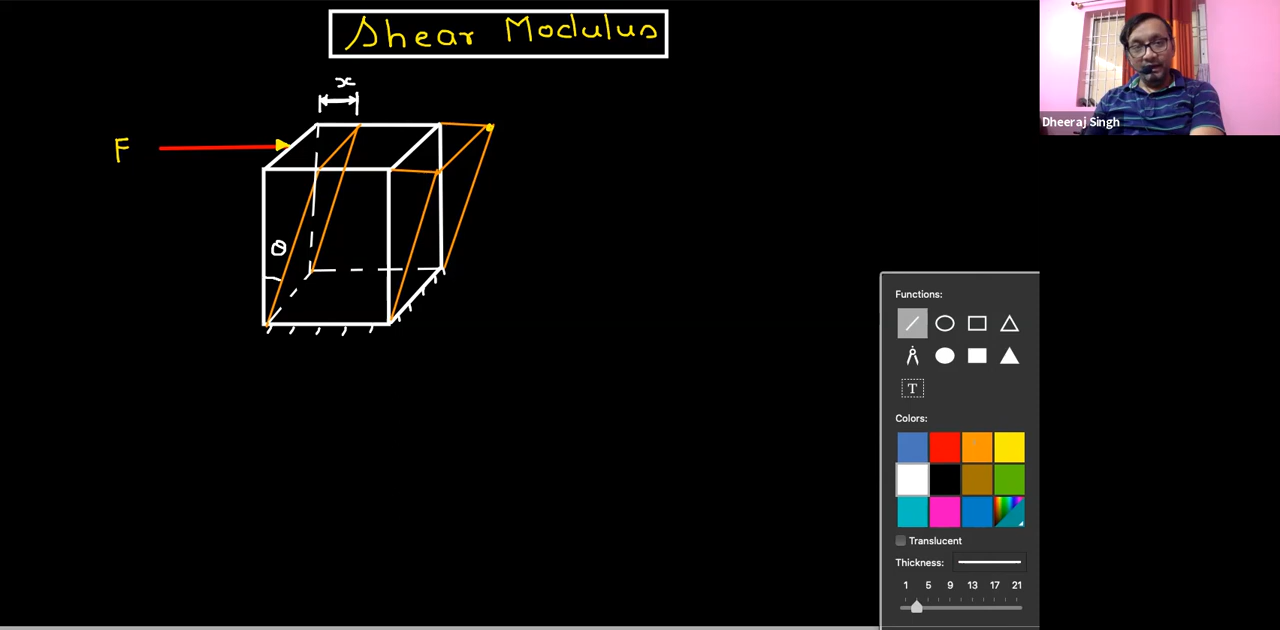 Shear Modulus
x
F
Dheeraj Singh
θ
Functions:
T
Colors:
Translucent
Thickness:
1 5 9 13 17 21